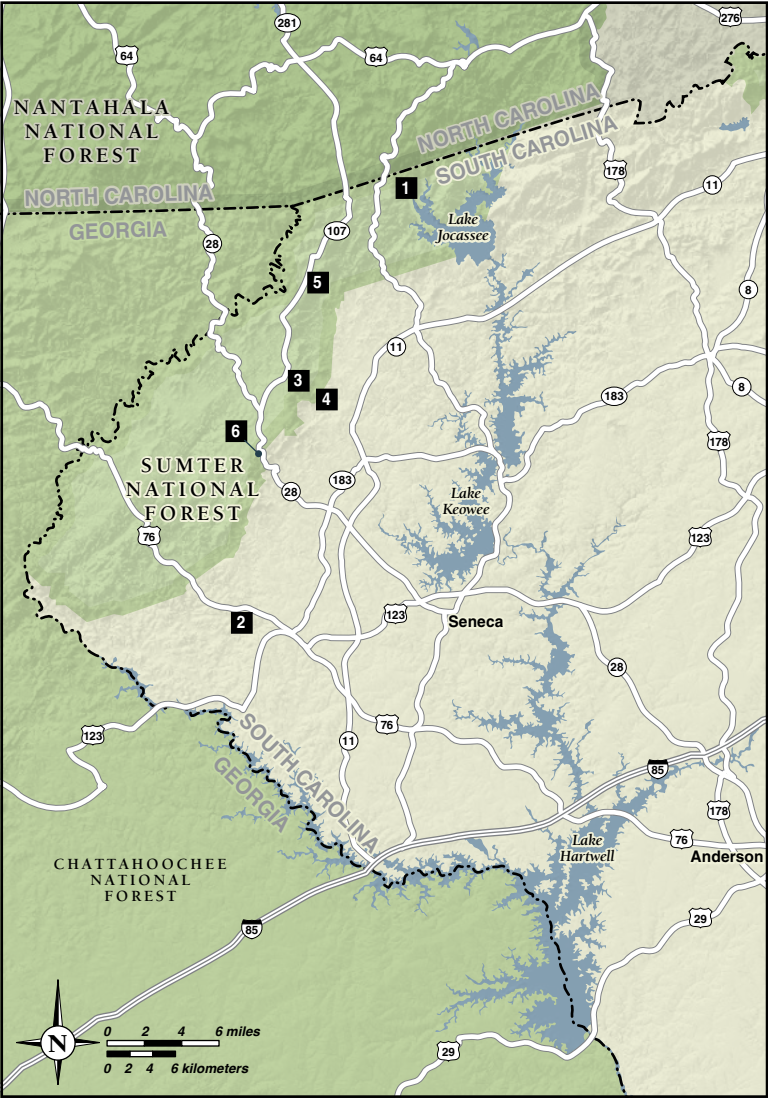 276
281
64
64
NANTAHALA
NATIONAL
FOREST
NORTH CAROLINA
SOUTH CAROLINA
178
1
11
NORTH CAROLINA
GEORGIA
Lake
Jocassee
107
28
5
8
11
3
4
183
8
6
178
SUMTER
NATIONAL
FOREST
183
28
Lake
Keowee
76
123
2
123
Seneca
28
76
11
123
SOUTH CAROLINA
GEORGIA
85
178
76
Lake
Hartwell
Anderson
CHATTAHOOCHEE
NATIONAL
FOREST
29
85
N
0 2 4 6 miles
0 2 4 6 kilometers
29